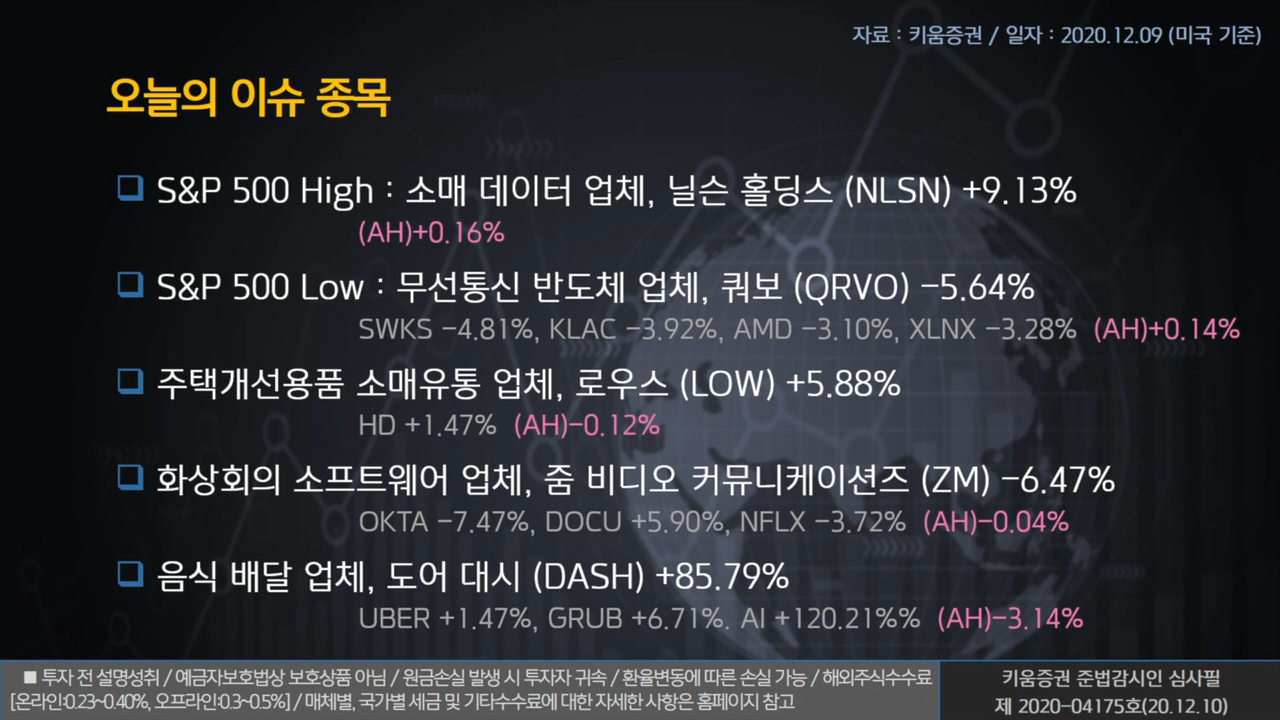 자료 : 키움증권 / 일자 : 2020.12.09 (미국 기준)
오늘의 이슈 종목
❑ S&P 500 High : 소매 데이터 업체, 닐슨 홀딩스 (NLSN) +9.13%
(AH)+0.16%
❑ S&P 500 Low : 무선통신 반도체 업체, 쿼보 (QRVO) −5.64%
SWKS −4.81%, KLAC −3.92%, AMD −3.10%, XLNX −3.28% (AH)+0.14%
❑ 주택개선용품 소매유통 업체, 로우스 (LOW) +5.88%
HD +1.47% (AH)−0.12%
❑ 화상회의 소프트웨어 업체, 줌 비디오 커뮤니케이션즈 (ZM) −6.47%
OKTA −7.47%, DOCU +5.90%, NFLX −3.72% (AH)−0.04%
❑ 음식 배달 업체, 도어 대시 (DASH) +85.79%
UBER +1.47%, GRUB +6.71%. AI +120.21%% (AH)−3.14%
■ 투자 전 설명성취 / 예금자보호법상 보호상품 아님 / 원금손실 발생 시 투자자 귀속 / 환율변동에 따른 손실 가능 / 해외주식수수료
[온라인:0.23~0.40%, 오프라인:0.3~0.5%] / 매체별, 국가별 세금 및 기타수수료에 대한 자세한 사항은 홈페이지 참고
키움증권 준법감시인 심사필
제 2020−04175호(20.12.10)